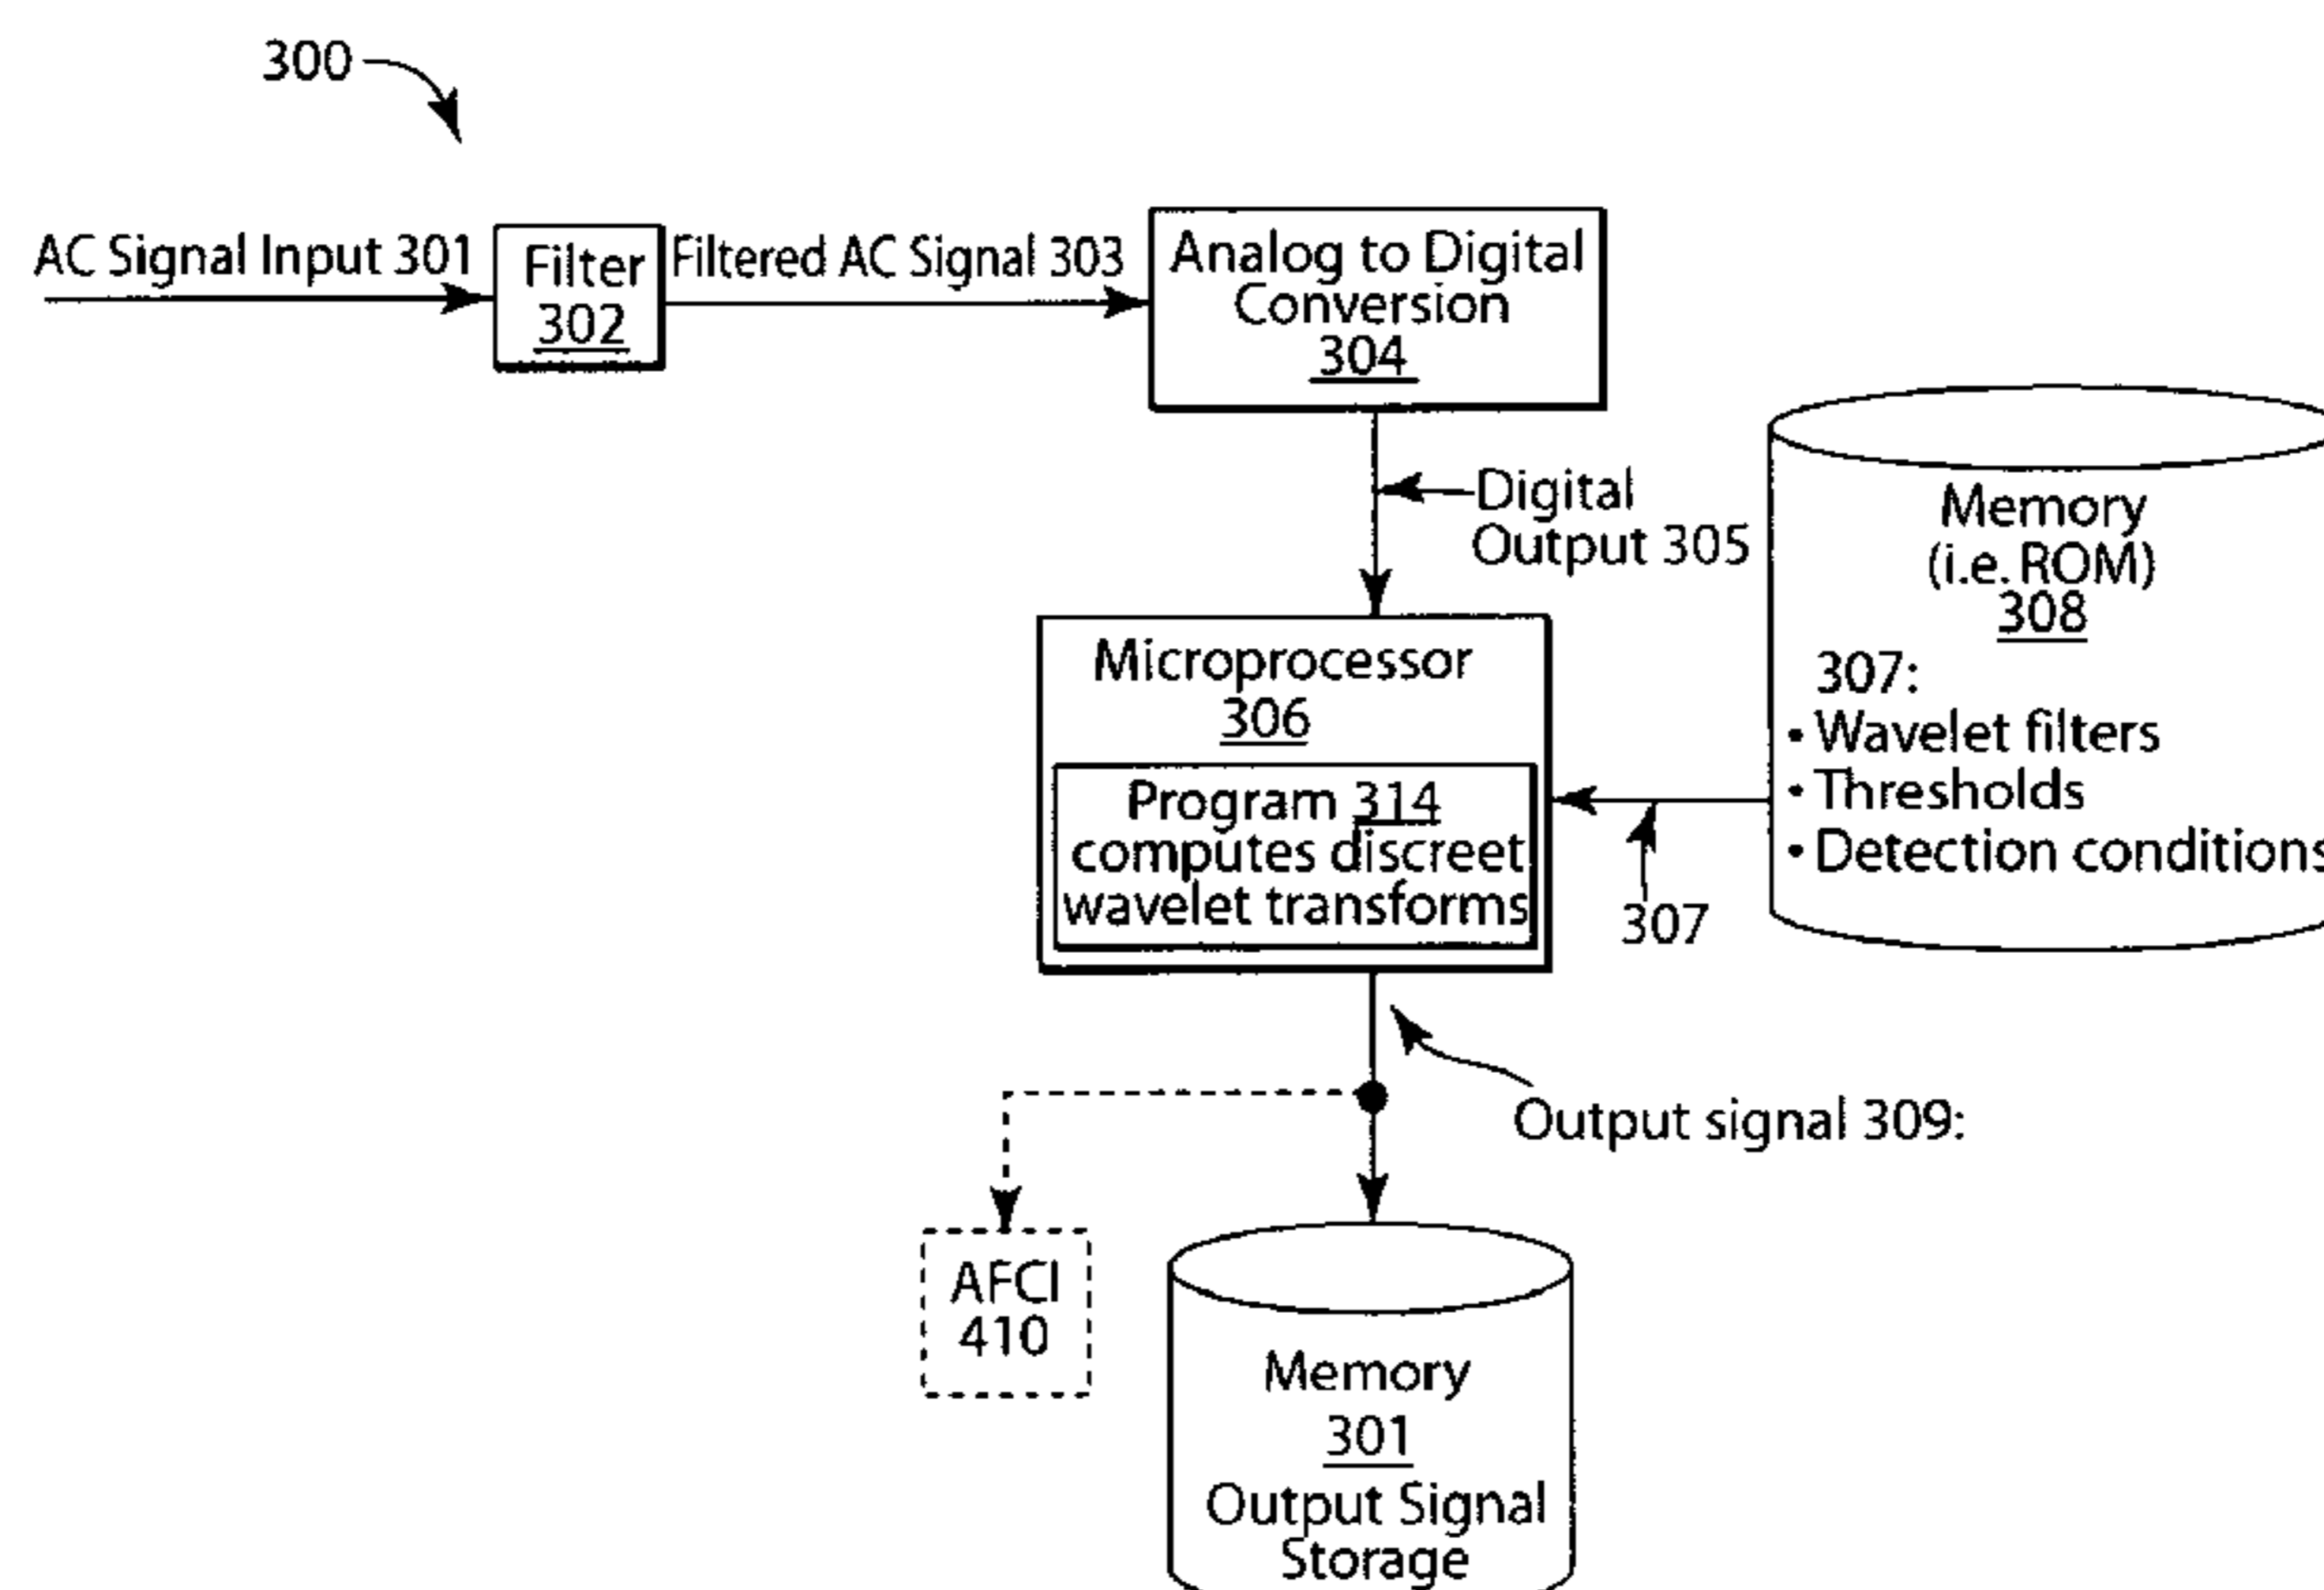 300
AC Signal Input 301
Filter
302
Filtered AC Signal 303
Analog to Digital
Conversion
304
Digital
Output 305
Memory
(i.e. ROM)
308
307:
• Wavelet filters
• Thresholds
• Detection conditions
Microprocessor
306
Program 314
computes discreet
wavelet transforms
307
Output signal 309:
AFCI
410
Memory
301
Output Signal
Storage